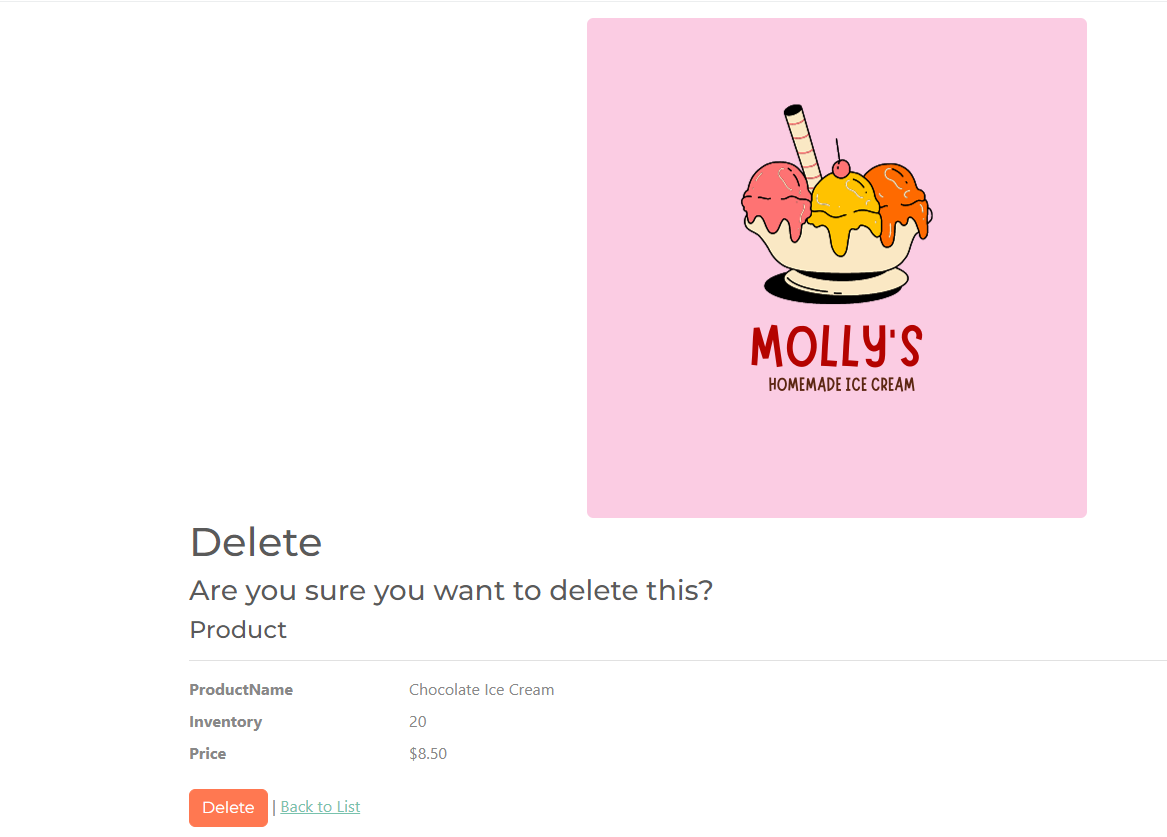 MOLLY'S
HOMEMADE ICE CREAM
Delete
Are you sure you want to delete this?
Product
ProductName Chocolate Ice Cream
Inventory 20
Price $8.50
Delete | Back to List